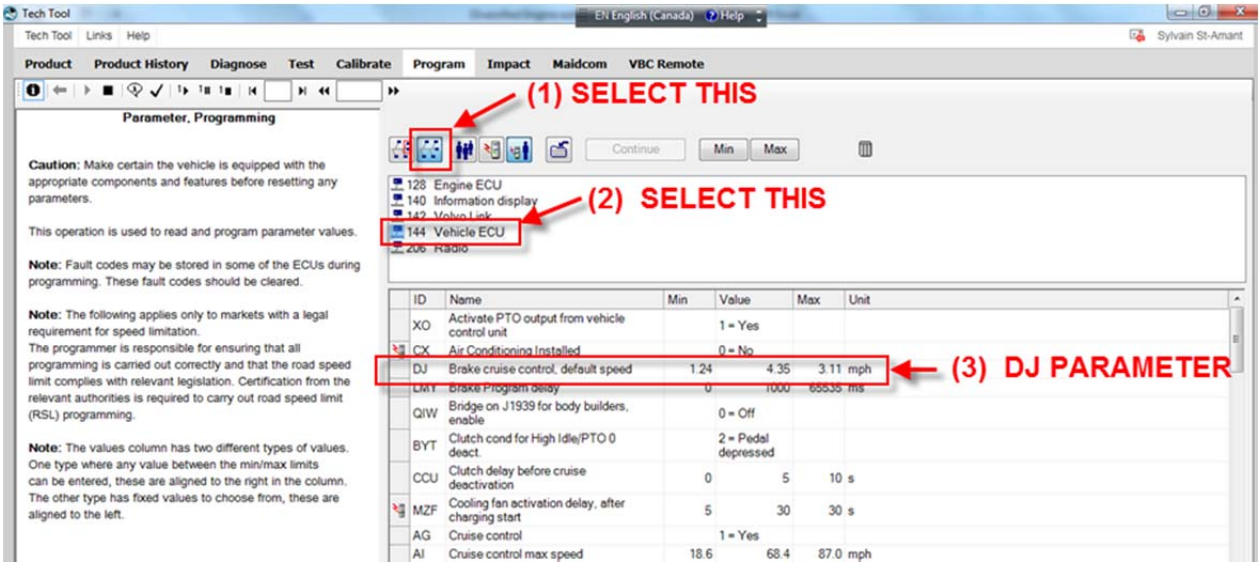 Tech Tool
EN English (Canada) Help
Tech Tool Links Help
Sylvain St-Amant
Product Product History Diagnose Test Calibrate Program Impact Maidcom VBC Remote
Parameter, Programming
Caution: Make certain the vehicle is equipped with the
appropriate components and features before resetting any
parameters.
This operation is used to read and program parameter values.
Note: Fault codes may be stored in some of the ECUs during
programming. These fault codes should be cleared.
Note: The following applies only to markets with a legal
requirement for speed limitation.
The programmer is responsible for ensuring that all
programming is carried out correctly and that the road speed
limit complies with relevant legislation. Certification from the
relevant authorities is required to carry out road speed limit
(RSL) programming.
Note: The values column has two different types of values.
One type where any value between the min/max limits
can be entered, these are aligned to the right in the column.
The other type has fixed values to choose from, these are
aligned to the left.
(1) SELECT THIS
Continue Min Max
128 Engine ECU
140 Information display
142 Volvo Link
144 Vehicle ECU
206 Radio
(2) SELECT THIS
ID Name Min Value Max Unit
XO Activate PTO output from vehicle
control unit 1 = Yes
CX Air Conditioning Installed 0 = No
DJ Brake cruise control, default speed 1.24 4.35 3.11 mph
(3) DJ PARAMETER
LMY Brake Program delay 0 1000 65535 ms
QIW Bridge on J1939 for body builders,
enable 0 = Off
BYT Clutch cond for High Idle/PTO 0
deact. 2 = Pedal
depressed
CCU Clutch delay before cruise
deactivation 0 5 10 s
MZF Cooling fan activation delay, after
charging start 5 30 30 s
AG Cruise control 1 = Yes
AI Cruise control max speed 18.6 68.4 87.0 mph